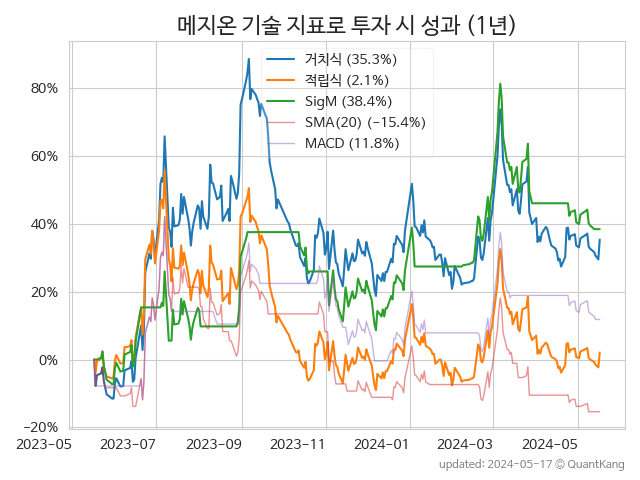 메지온 기술 지표로 투자 시 성과 (1년)
거치식 (35.3%)
적립식 (2.1%)
SigM (38.4%)
SMA(20) (−15.4%)
MACD (11.8%)
80%
60%
40%
20%
0%
−20%
2023-05 2023-07 2023-09 2023-11 2024-01 2024-03 2024-05
updated: 2024-05-17 © QuantKang